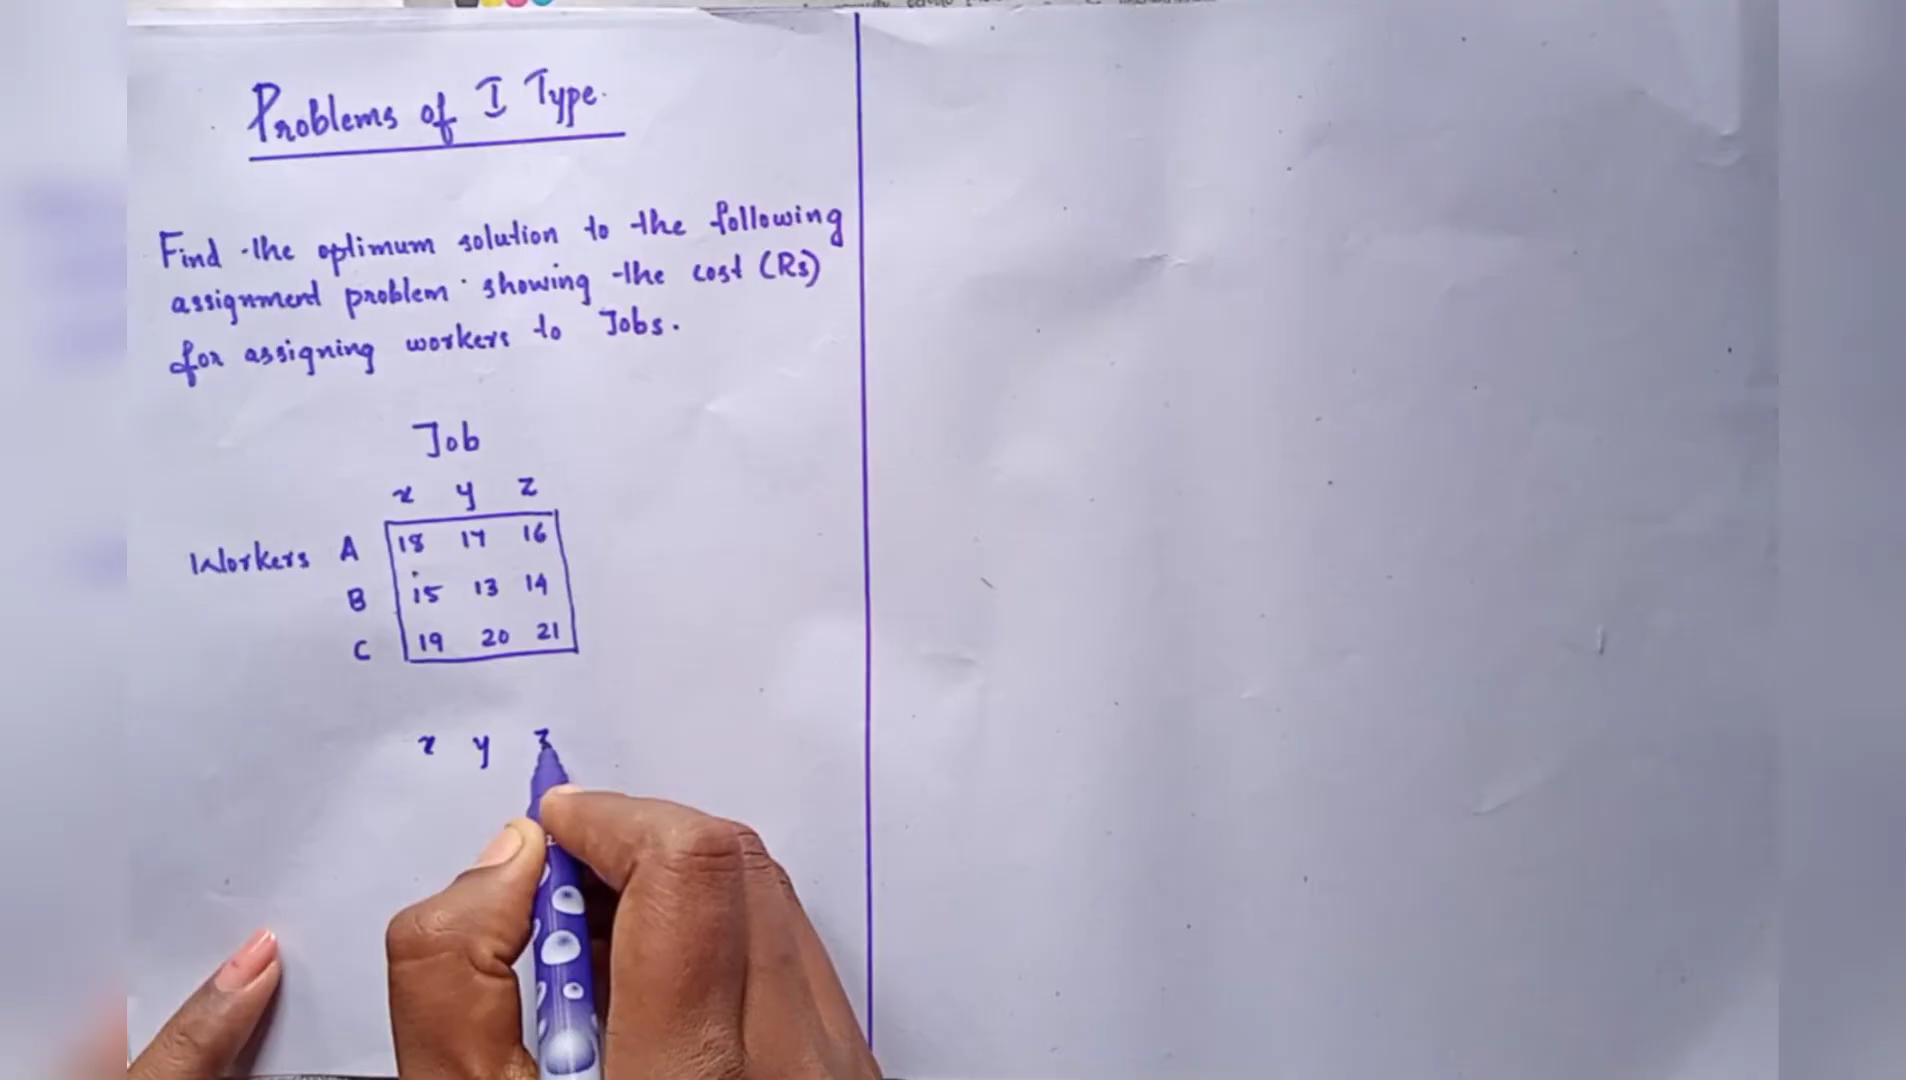 Problems of I Type.
Find the optimum solution to the following
assignment problem showing the cost (Rs)
for assigning workers to Jobs.
Job
x y z
Workers A 18 17 16
B 15 13 14
C 19 20 21
x y z